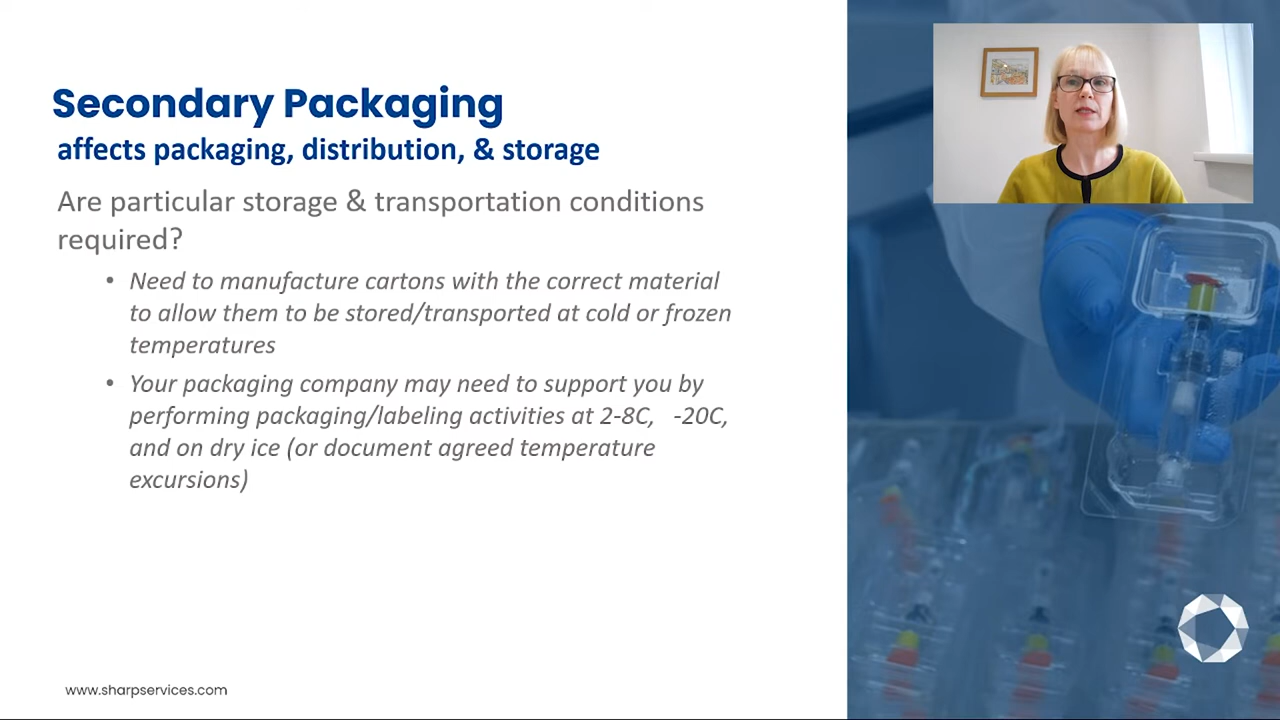 Secondary Packaging
affects packaging, distribution, & storage
Are particular storage & transportation conditions
required?
• Need to manufacture cartons with the correct material
to allow them to be stored/transported at cold or frozen
temperatures
• Your packaging company may need to support you by
performing packaging/labeling activities at 2-8C, -20C,
and on dry ice (or document agreed temperature
excursions)
www.sharpservices.com